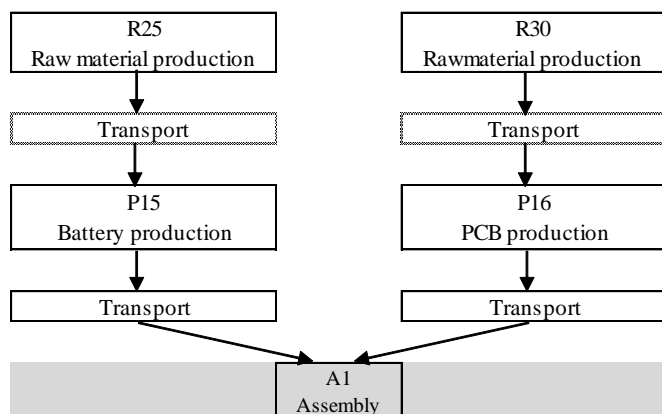 R25
Raw material production
R30
Rawmaterial production
Transport
Transport
P15
Battery production
P16
PCB production
Transport
Transport
A1
Assembly